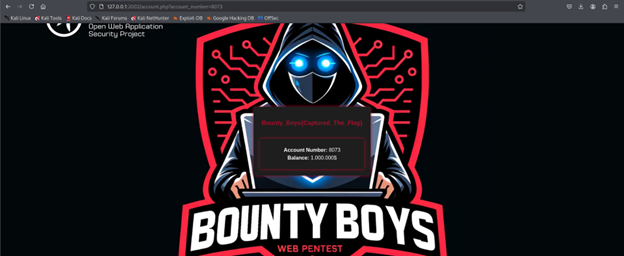 127.0.0.1:2002/account.php?account_number=8073
Kali Linux Kali Tools Kali Docs Kali Forums Kali NetHunter Exploit-DB Google Hacking DB OffSec
Open Web Application
Security Project
Bounty_Boys{Captured_The_Flag}
Account Number: 8073
Balance: 1.000.000$
BOUNTY BOYS
WEB PENTEST